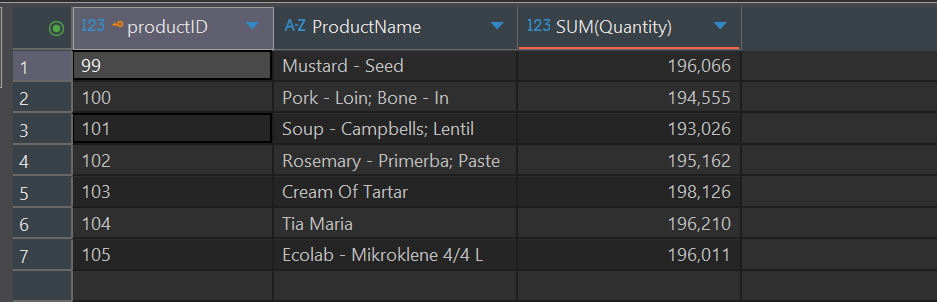 123 productID A-Z ProductName 123 SUM(Quantity)
1 99 Mustard - Seed 196,066
2 100 Pork - Loin; Bone - In 194,555
3 101 Soup - Campbells; Lentil 193,026
4 102 Rosemary - Primerba; Paste 195,162
5 103 Cream Of Tartar 198,126
6 104 Tia Maria 196,210
7 105 Ecolab - Mikroklene 4/4 L 196,011